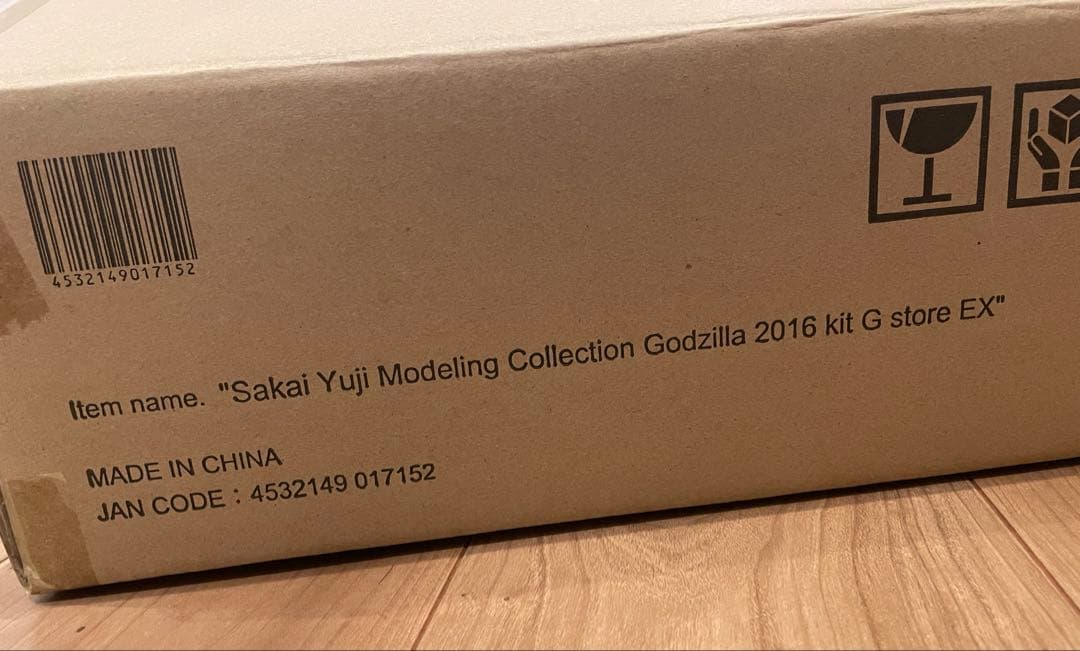 4532149017152
Item name. "Sakai Yuji Modeling Collection Godzilla 2016 kit G store EX"
MADE IN CHINA
JAN CODE : 4532149 017152